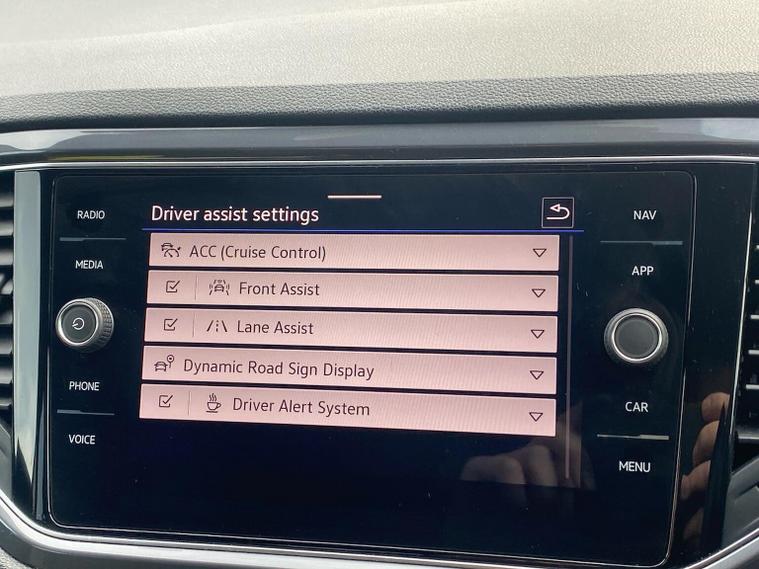 RADIO
MEDIA
PHONE
VOICE
Driver assist settings
ACC (Cruise Control)
Front Assist
Lane Assist
Dynamic Road Sign Display
Driver Alert System
NAV
APP
CAR
MENU